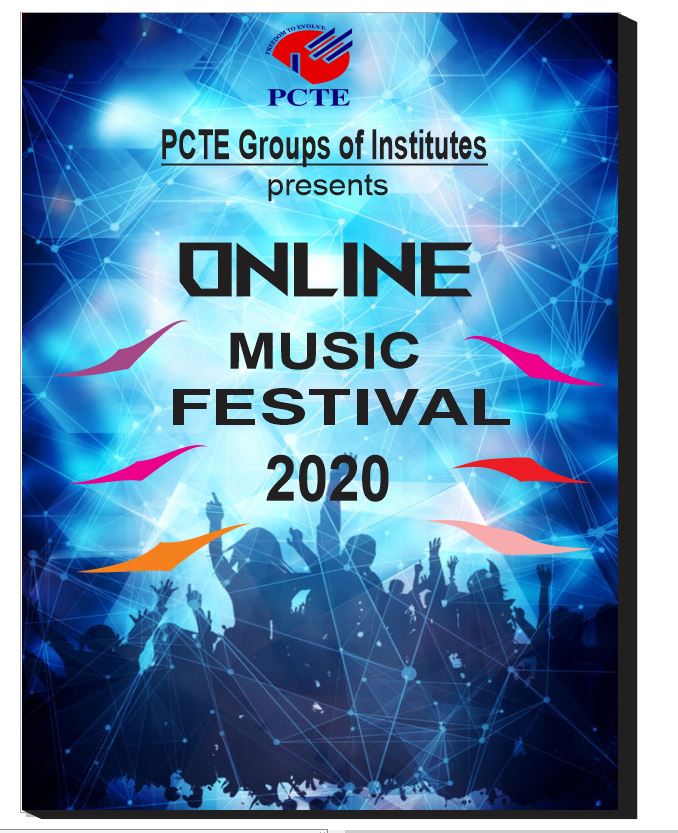 FREEDOM TO EVOLVE
PCTE
PCTE Groups of Institutes
presents
ONLINE
MUSIC
FESTIVAL
2020